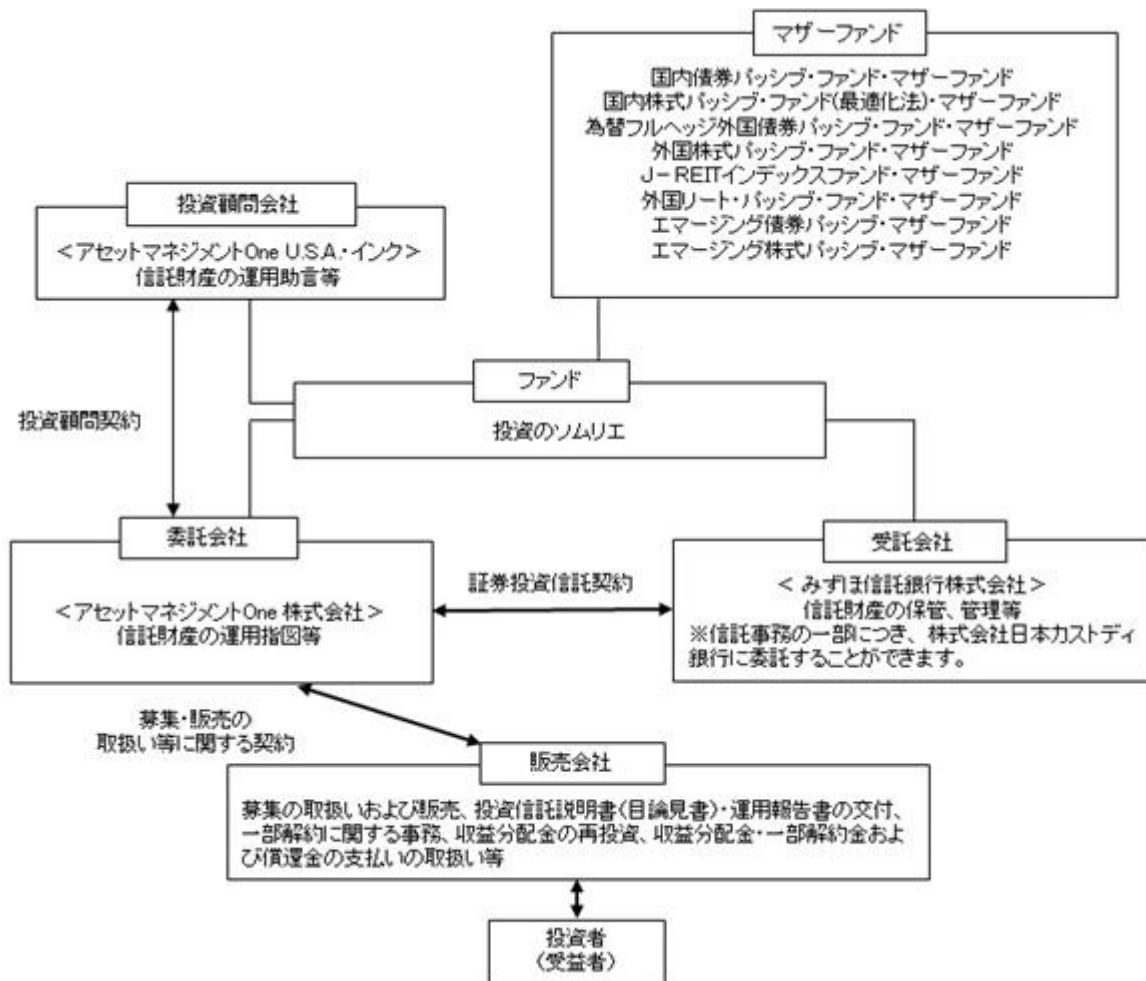 マザーファンド
国内債券パッシブ・ファンド・マザーファンド
国内株式パッシブ・ファンド(最適化法)・マザーファンド
為替フルヘッジ外国債券パッシブ・ファンド・マザーファンド
外国株式パッシブ・ファンド・マザーファンド
J－REITインデックスファンド・マザーファンド
外国リート・パッシブ・ファンド・マザーファンド
エマージング債券パッシブ・マザーファンド
エマージング株式パッシブ・マザーファンド
投資顧問会社
＜アセットマネジメントOne U.S.A.・インク＞
信託財産の運用助言等
ファンド
投資のソムリエ
投資顧問契約
委託会社
＜アセットマネジメントOne 株式会社＞
信託財産の運用指図等
証券投資信託契約
受託会社
＜ みずほ信託銀行株式会社＞
信託財産の保管、管理等
※信託事務の一部につき、株式会社日本カストディ
銀行に委託することができます。
募集・販売の
取扱い等に関する契約
販売会社
募集の取扱いおよび販売、投資信託説明書(目論見書)・運用報告書の交付、
一部解約に関する事務、収益分配金の再投資、収益分配金・一部解約金およ
び償還金の支払いの取扱い等
投資者
(受益者)